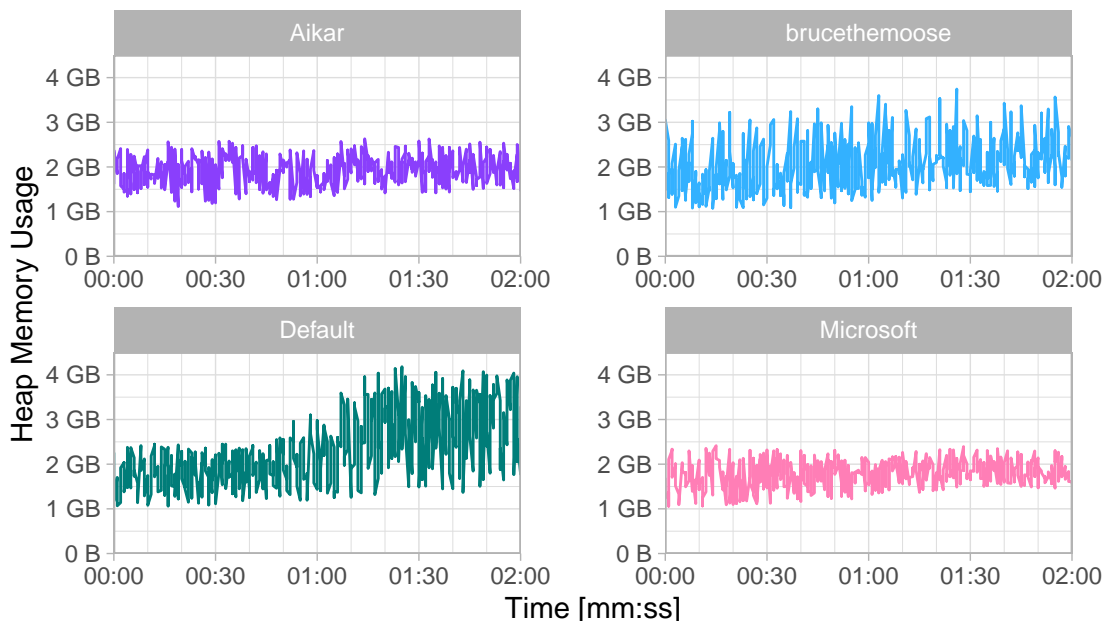 Aikar
brucethemoose
4 GB
3 GB
2 GB
1 GB
0 B
00:00 00:30 01:00 01:30 02:00
4 GB
3 GB
2 GB
1 GB
0 B
00:00 00:30 01:00 01:30 02:00
Heap Memory Usage
Default
Microsoft
4 GB
3 GB
2 GB
1 GB
0 B
00:00 00:30 01:00 01:30 02:00
4 GB
3 GB
2 GB
1 GB
0 B
00:00 00:30 01:00 01:30 02:00
Time [mm:ss]